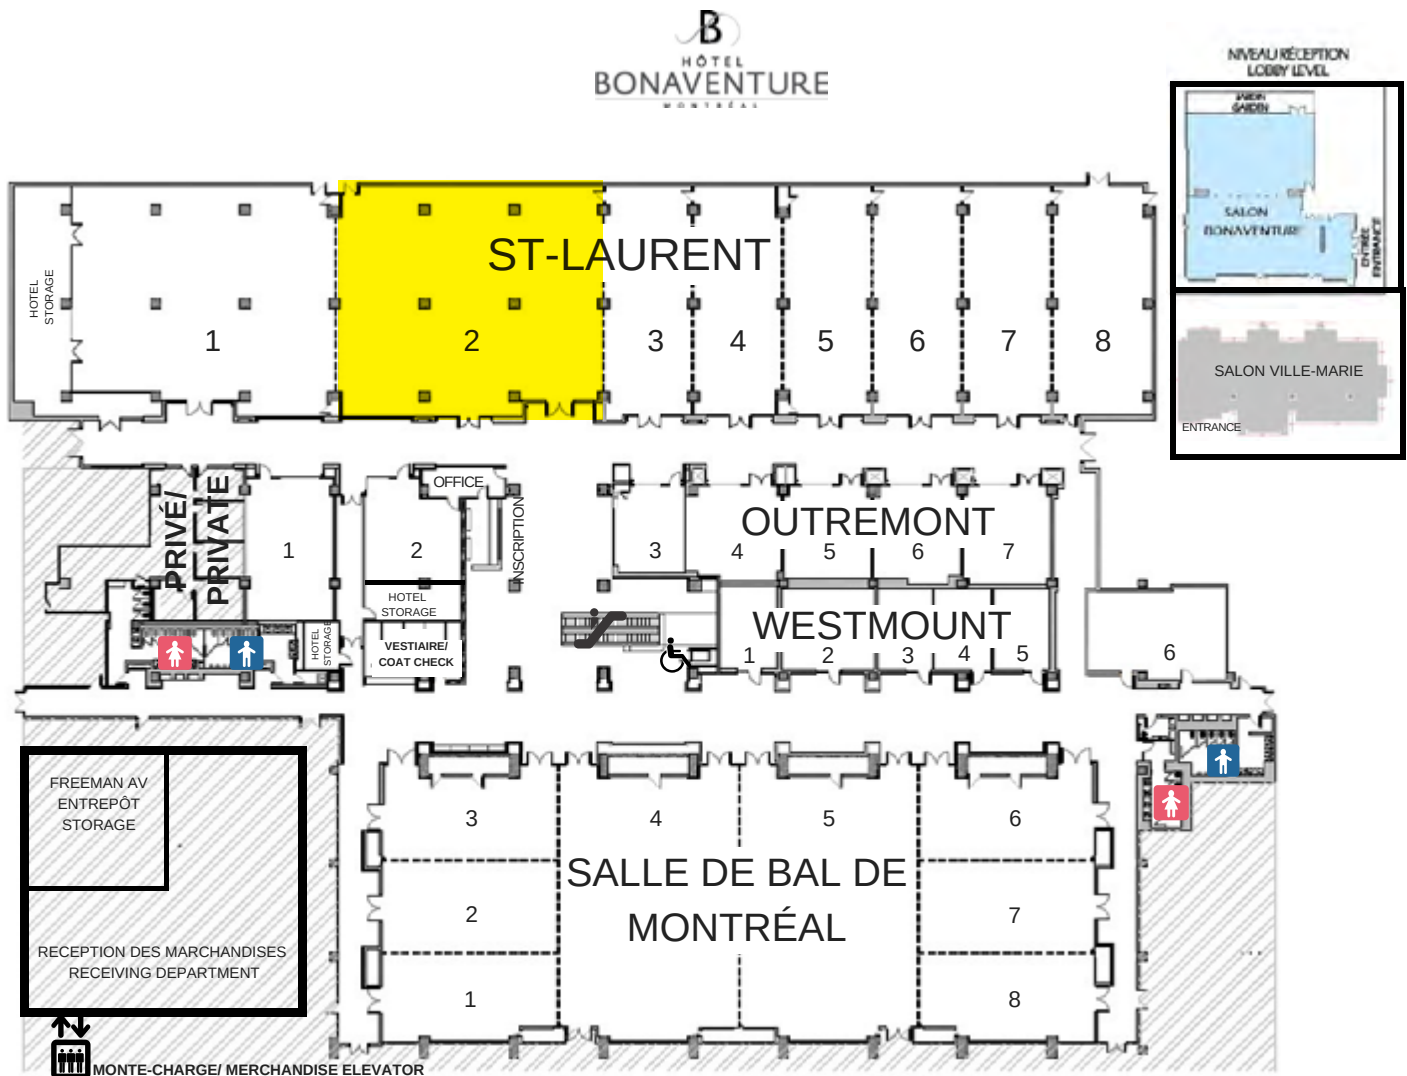 B
HÔTEL
BONAVENTURE
MONTRÉAL
NIVEAU RÉCEPTION
LOBBY LEVEL
JARDIN
GARDEN
SALON
BONAVENTURE
ENTRÉE
ENTRANCE
SALON VILLE-MARIE
ENTRANCE
HOTEL
STORAGE
ST-LAURENT
1
2
3
4
5
6
7
8
PRIVÉ/
PRIVATE
1
2
OFFICE
INSCRIPTION
HOTEL
STORAGE
HOTEL
STORAGE
VESTIAIRE/
COAT CHECK
OUTREMONT
3
4
5
6
7
WESTMOUNT
1
2
3
4
5
6
FREEMAN AV
ENTREPÔT
STORAGE
RECEPTION DES MARCHANDISES
RECEIVING DEPARTMENT
MONTE-CHARGE/ MERCHANDISE ELEVATOR
3
4
5
6
SALLE DE BAL DE
MONTRÉAL
2
7
1
8